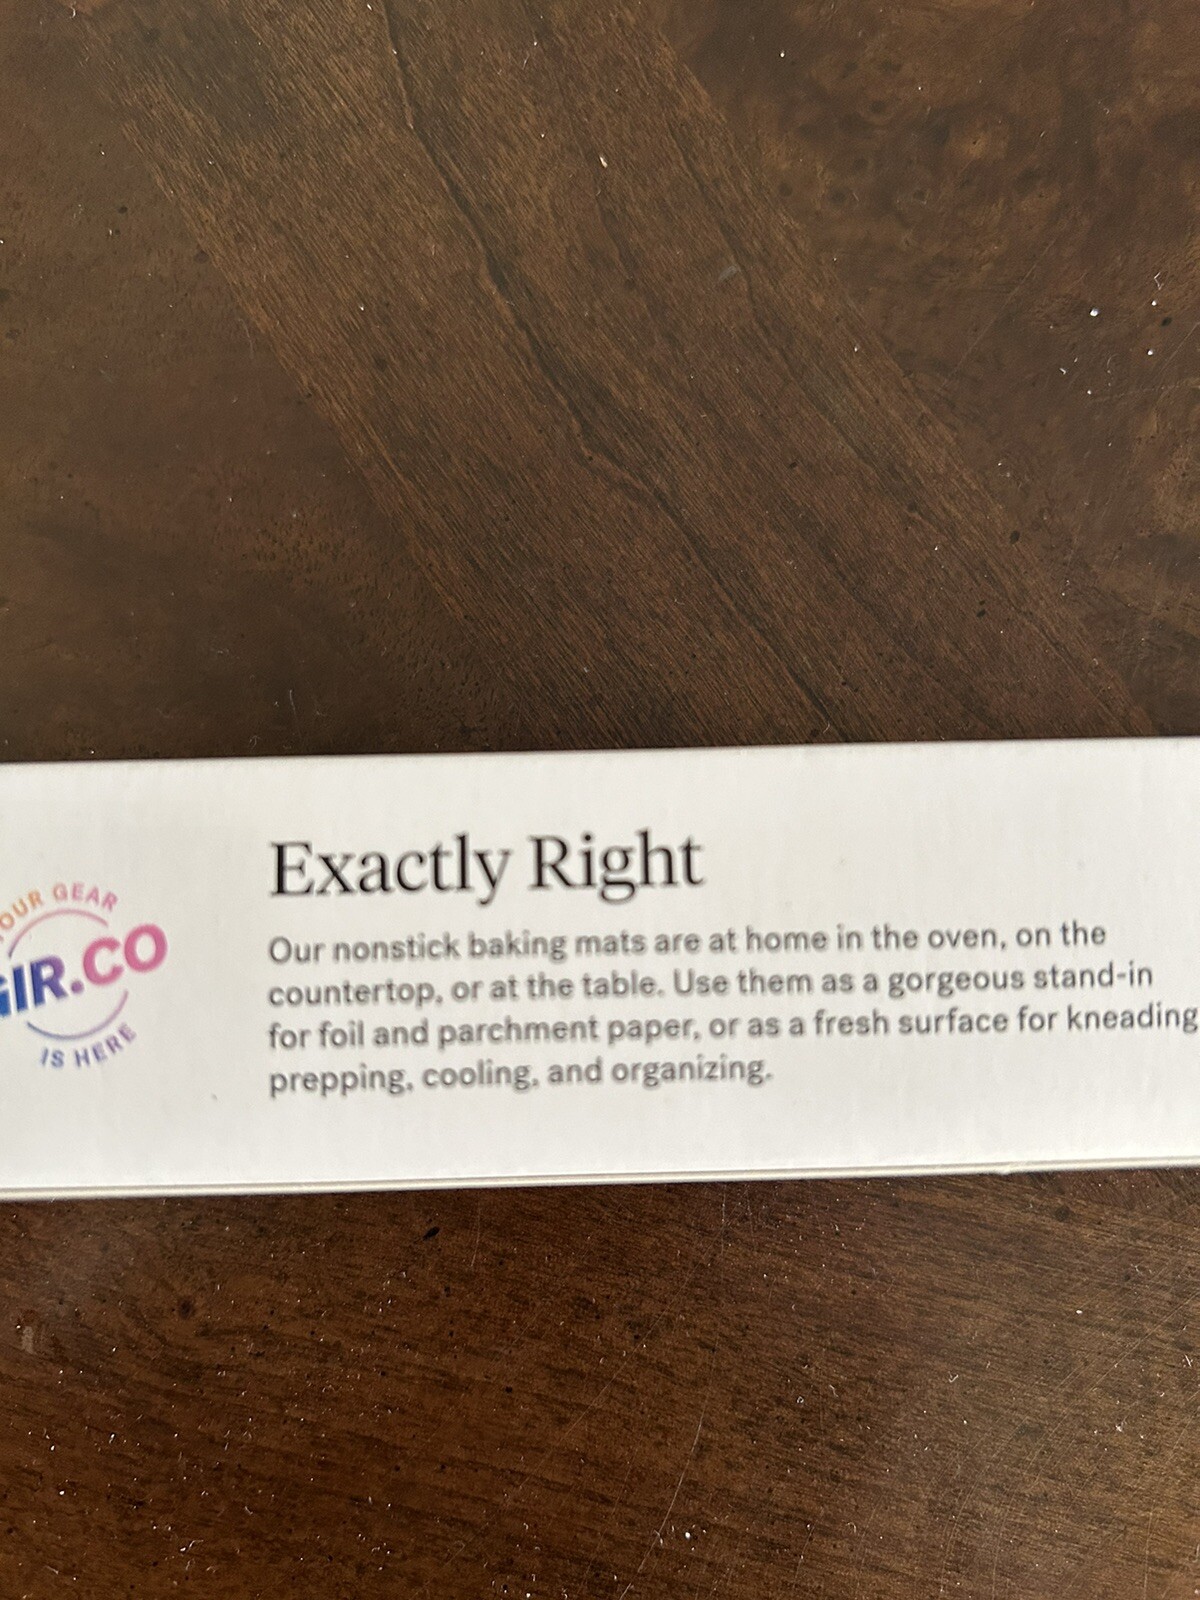 Exactly Right
OUR GEAR
GIR.CO
IS HERE
Our nonstick baking mats are at home in the oven, on the
countertop, or at the table. Use them as a gorgeous stand-in
for foil and parchment paper, or as a fresh surface for kneading
prepping, cooling, and organizing.